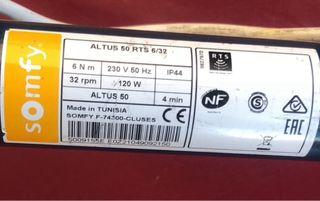 somfy
ALTUS 50 RTS 6/32
6 N m 230 V 50 Hz IP44
32 rpm 120 W
ALTUS 50 4 min
Made in TUNISIA
SOMFY F-74300-CLUSES
RTS
NF
S
EAC